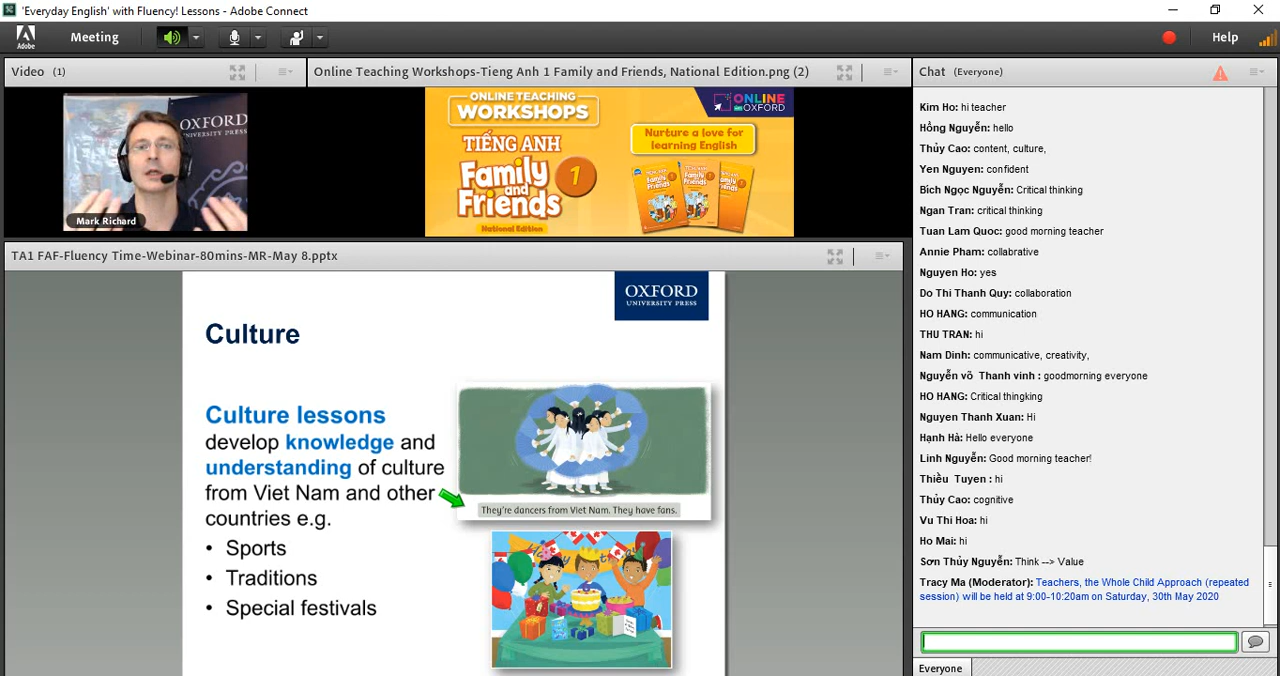 'Everyday English' with Fluency! Lessons - Adobe Connect
Adobe
Meeting
Help
Video (1)
OXFORD
UNIVERSITY PRESS
Mark Richard
Online Teaching Workshops-Tieng Anh 1 Family and Friends, National Edition.png (2)
ONLINE TEACHING
WORKSHOPS
TIẾNG ANH
Family
and
Friends
1
National Edition
ONLINE
OXFORD
Nurture a love for
learning English
TA1 FAF-Fluency Time-Webinar-80mins-MR-May 8.pptx
OXFORD
UNIVERSITY PRESS
Culture
Culture lessons
develop knowledge and
understanding of culture
from Viet Nam and other
countries e.g.
• Sports
• Traditions
• Special festivals
They're dancers from Viet Nam. They have fans.
Chat (Everyone)
Kim Ho: hi teacher
Hồng Nguyễn: hello
Thủy Cao: content, culture,
Yen Nguyen: confident
Bích Ngọc Nguyễn: Critical thinking
Ngan Tran: critical thinking
Tuan Lam Quoc: good morning teacher
Annie Pham: collabrative
Nguyen Ho: yes
Do Thi Thanh Quy: collaboration
HO HANG: communication
THU TRAN: hi
Nam Dinh: communicative, creativity,
Nguyễn võ Thanh vinh : goodmorning everyone
HO HANG: Critical thingking
Nguyen Thanh Xuan: Hi
Hạnh Hà: Hello everyone
Linh Nguyễn: Good morning teacher!
Thiều Tuyen : hi
Thủy Cao: cognitive
Vu Thi Hoa: hi
Ho Mai: hi
Sơn Thủy Nguyễn: Think --> Value
Tracy Ma (Moderator): Teachers, the Whole Child Approach (repeated
session) will be held at 9:00-10:20am on Saturday, 30th May 2020
Everyone